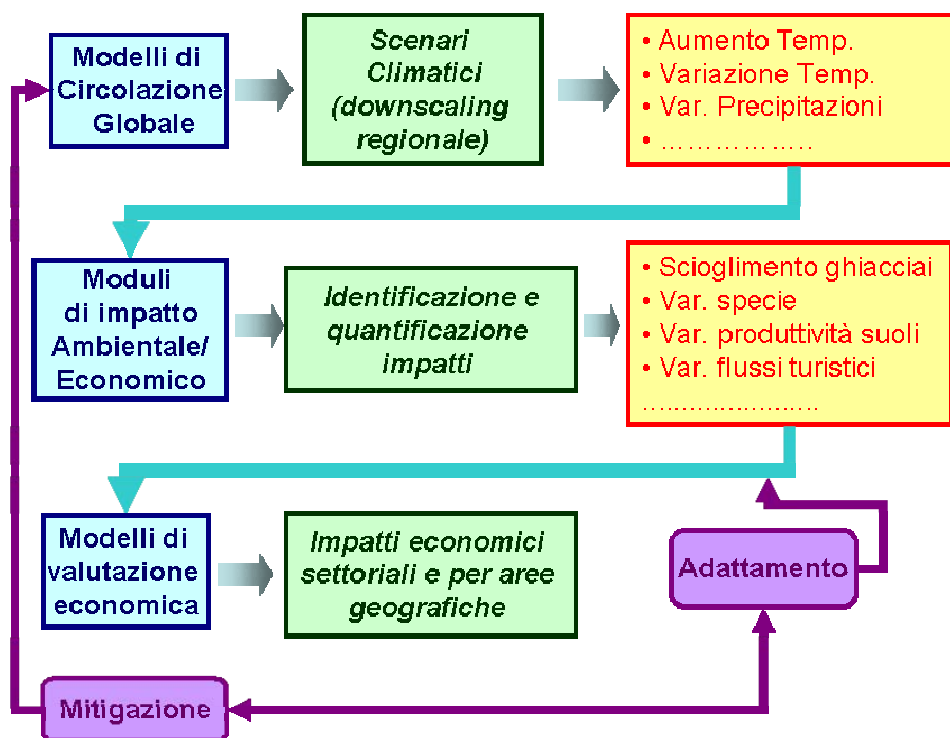 Modelli di
Circolazione
Globale
Scenari
Climatici
(downscaling
regionale)
• Aumento Temp.
• Variazione Temp.
• Var. Precipitazioni
• ……………..
Moduli
di impatto
Ambientale/
Economico
Identificazione e
quantificazione
impatti
• Scioglimento ghiacciai
• Var. specie
• Var. produttività suoli
• Var. flussi turistici
……………………
Modelli di
valutazione
economica
Impatti economici
settoriali e per aree
geografiche
Adattamento
Mitigazione